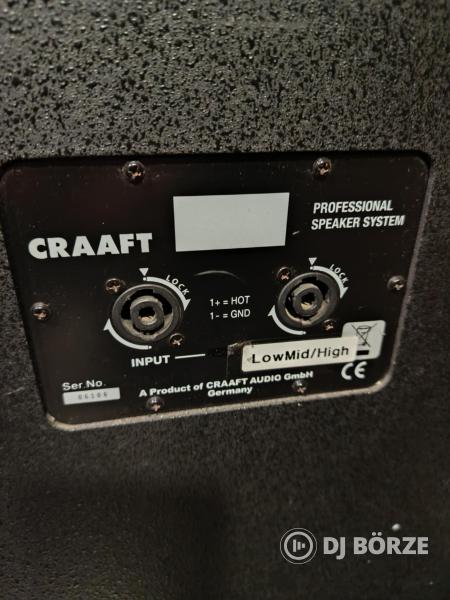 PROFESSIONAL
SPEAKER SYSTEM
CRAAFT
LOCK
LOCK
1+ = HOT
1- = GND
INPUT
LowMid/High
Ser.No.
06106
A Product of CRAAFT AUDIO GmbH
Germany
CE
DJ BÖRZE